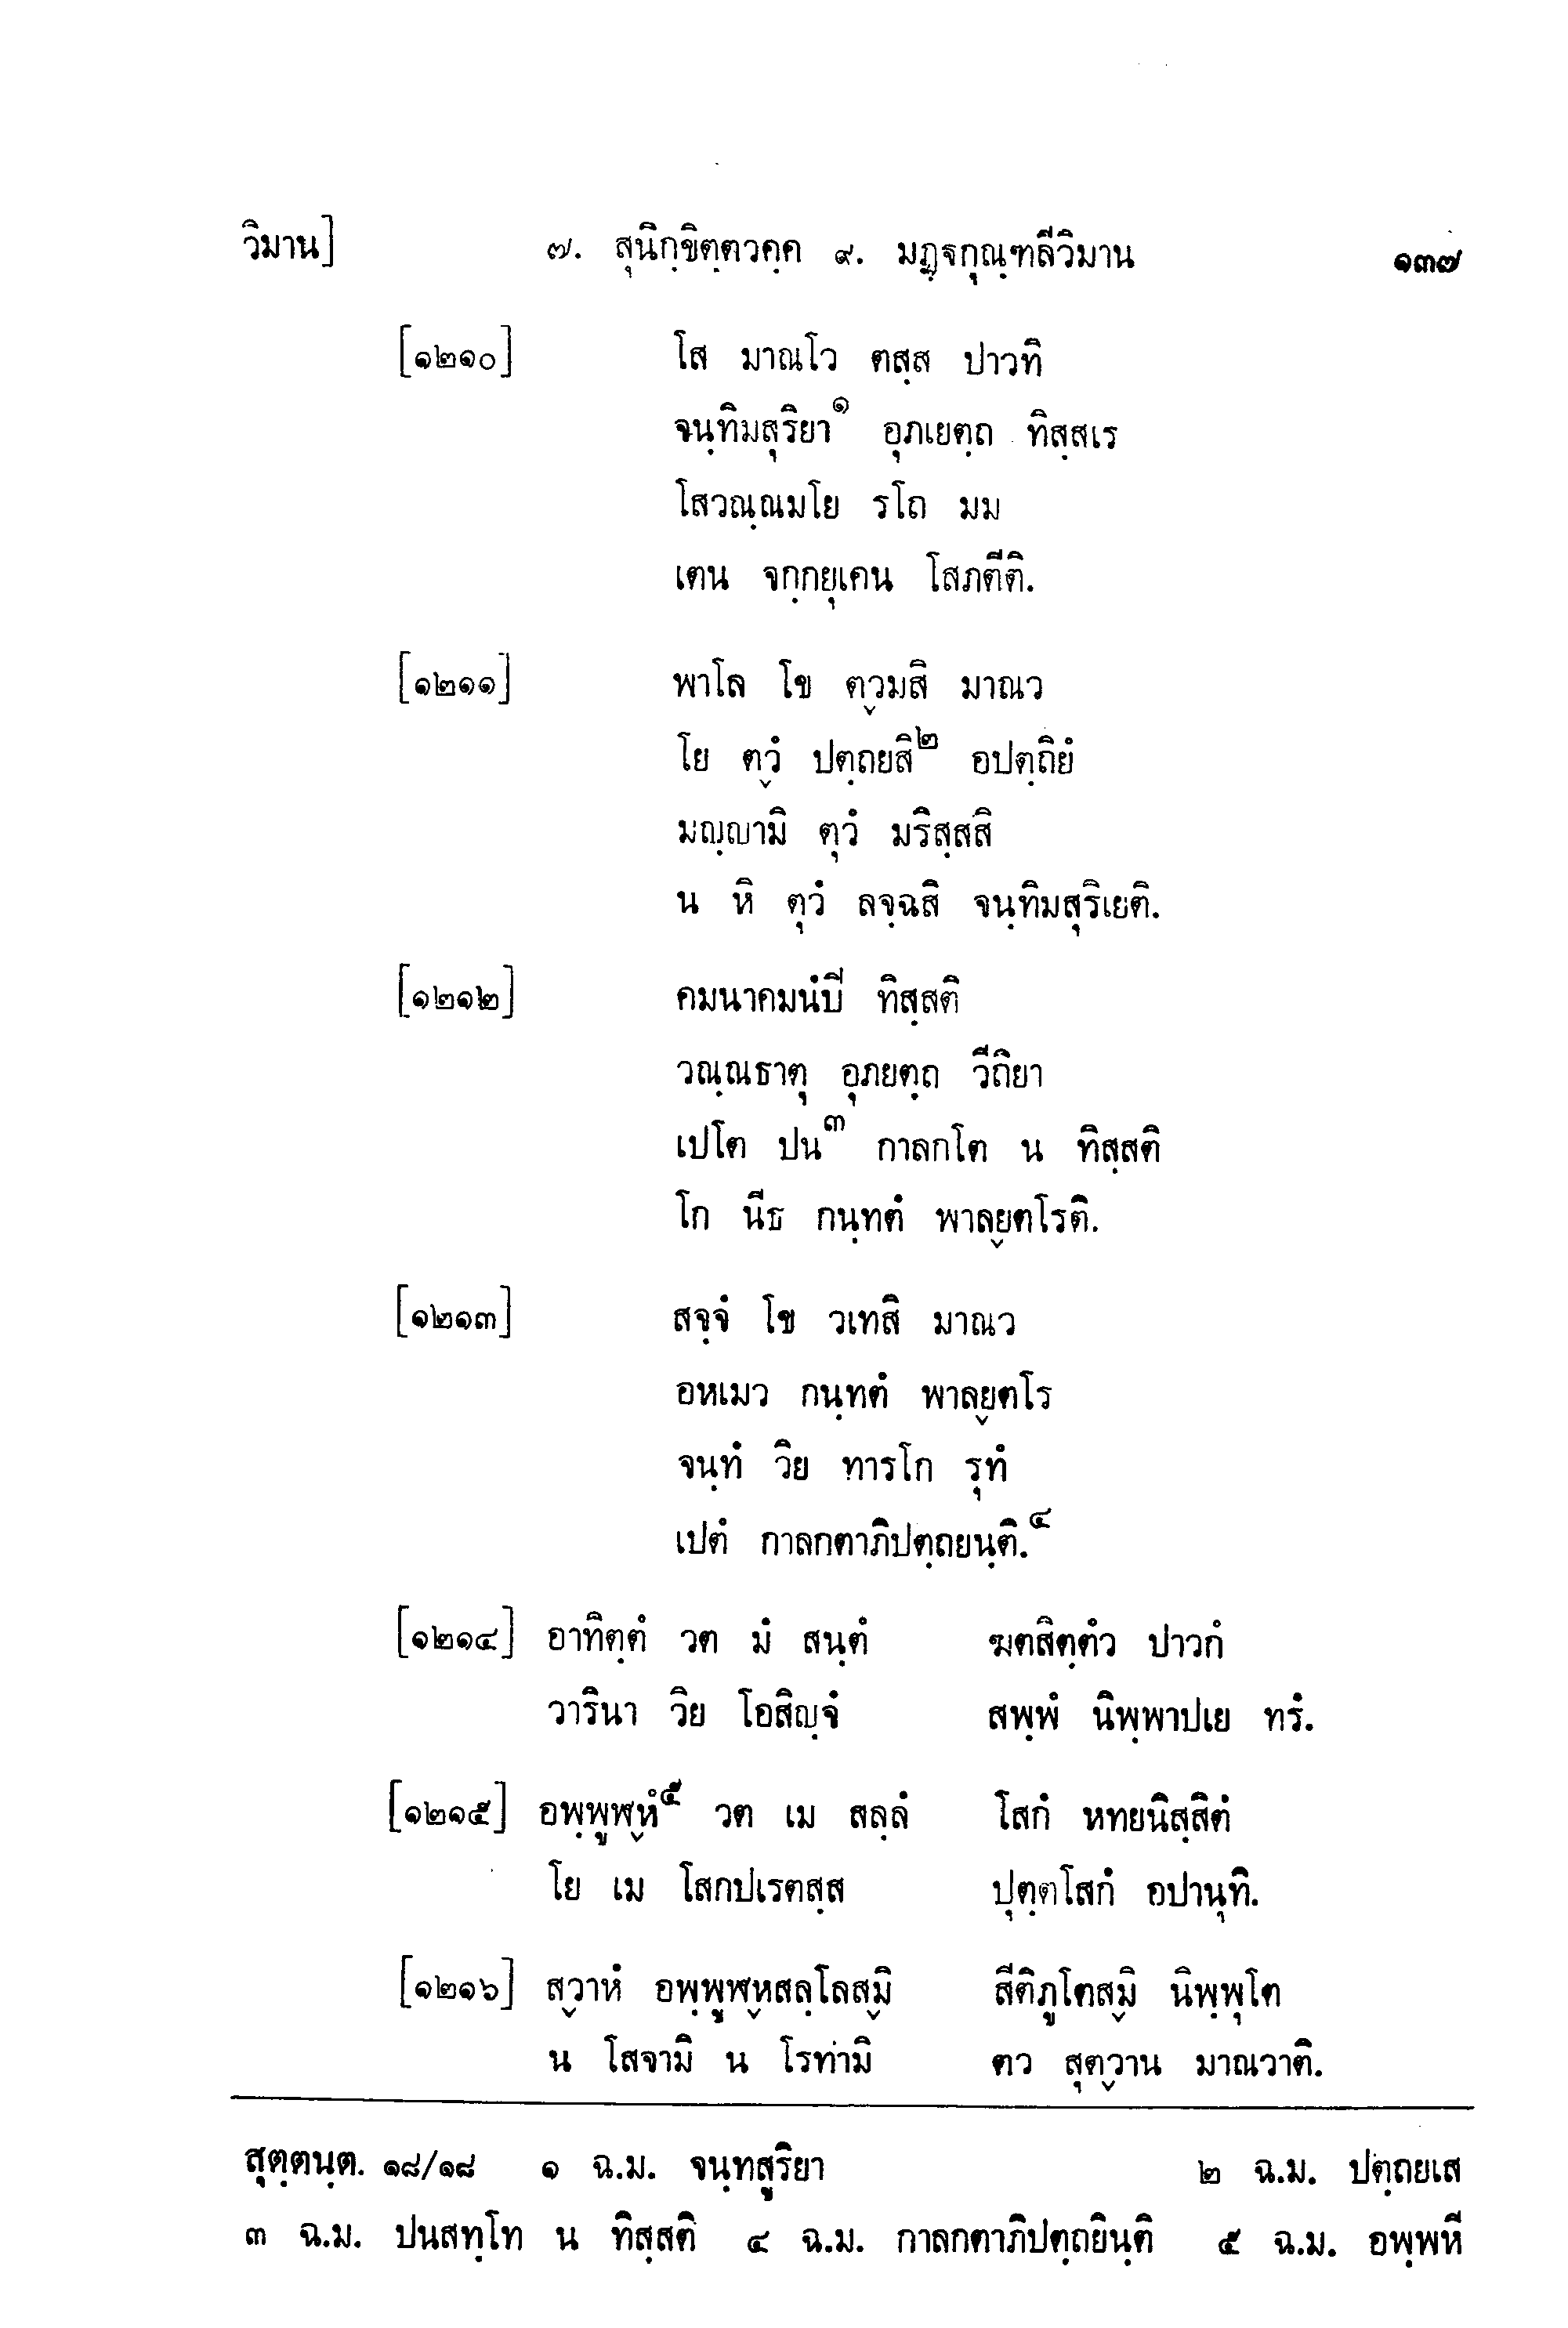 วิมาน] ๗. สุนิกฺขิตฺตวคฺค ๙. มฏฺฐกุณฺฑลีวิมาน ๑๓๗
[๑๒๑๐] โส มาณโว ตสฺส ปาวทิ
จนฺทิมสุริยา๑ อุภเยตฺถ ทิสฺสเร
โสวณฺณมโย รโถ มม
เตน จกฺกยุเคน โสภตีติ.
[๑๒๑๑] พาโล โข ตฺวมสิ มาณว
โย ตฺวํ ปตฺถยสิ๒ อปตฺถิยํ
มญฺญามิ ตุวํ มริสฺสสิ
น หิ ตุวํ ลจฺฉสิ จนฺทิมสุริเยติ.
[๑๒๑๒] คมนาคมนํปี ทิสฺสติ
วณฺณธาตุ อุภยตฺถ วีถิยา
เปโต ปน๓ กาลกโต น ทิสฺสติ
โก นีธ กนฺทตํ พาลฺยตโรติ.
[๑๒๑๓] สจฺจํ โข วเทสิ มาณว
อหเมว กนฺทตํ พาลฺยตโร
จนฺทํ วิย ทารโก รุทํ
เปตํ กาลกตาภิปตฺถยนฺติ.๔
[๑๒๑๔] อาทิตฺตํ วต มํ สนฺตํ ฆตสิตฺตํว ปาวกํ
วารินา วิย โอสิญฺจํ สพฺพํ นิพฺพาปเย ทรํ.
[๑๒๑๕] อพฺพูฬฺหํ๕ วต เม สลฺลํ โสกํ หทยนิสฺสิตํ
โย เม โสกปเรตสฺส ปุตฺตโสกํ อปานุทิ.
[๑๒๑๖] สฺวาหํ อพฺพูฬฺหสลฺโลสฺมิ สีติภูโตสฺมิ นิพฺพุโต
น โสจามิ น โรทามิ ตว สุตฺวาน มาณวาติ.
สุตฺตนฺต. ๑๘/๑๘ ๑ ฉ.ม. จนฺทสูริยา ๒ ฉ.ม. ปตฺถยเส
๓ ฉ.ม. ปนสทฺโท น ทิสฺสติ ๔ ฉ.ม. กาลกตาภิปตฺถยินฺติ ๕ ฉ.ม. อพฺพหี